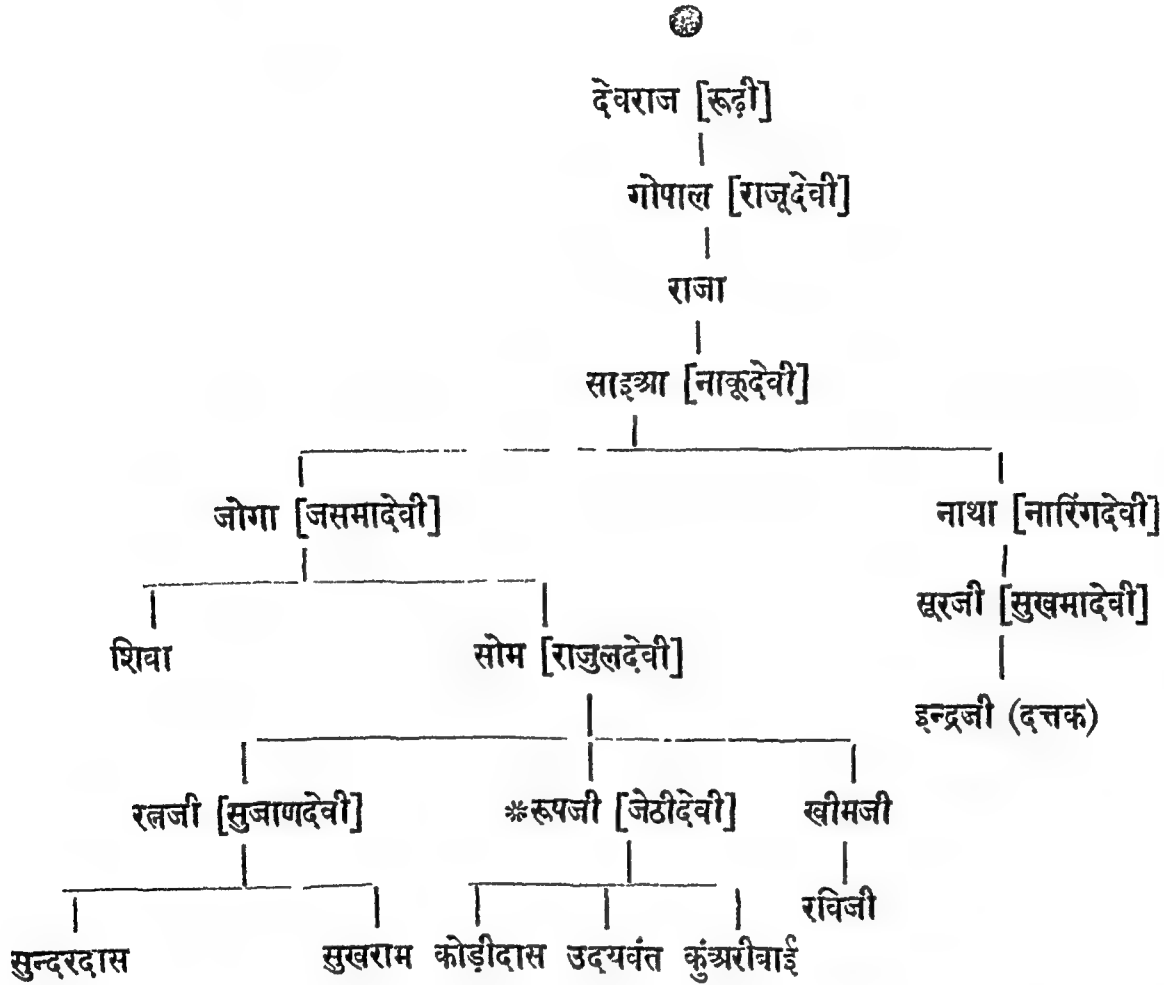 देवराज [रूढ़ी]
गोपाल [राजूदेवी]
राजा
साइआ [नाकूदेवी]
जोगा [जसमादेवी] नाथा [नारिंगदेवी]
सूरजी [सुखमादेवी]
शिवा सोम [राजुलदेवी]
इन्द्रजी (दत्तक)
रत्नजी [सुजाणदेवी] *रूपजी [जेठीदेवी] खीमजी
रविजी
सुन्दरदास सुखराम कोड़ीदास उदयवंत कुंअरीबाई